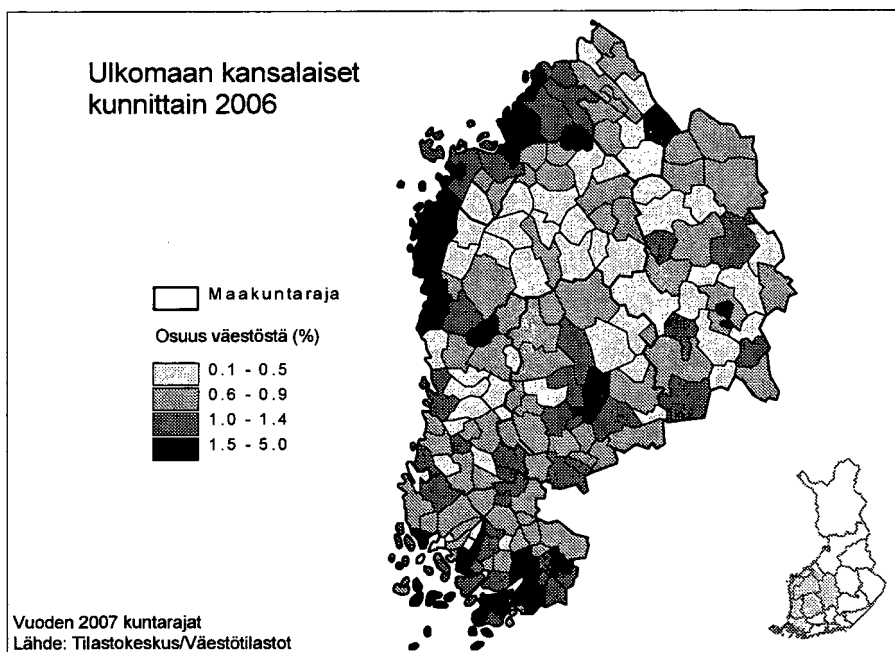 Ulkomaan kansalaiset
kunnittain 2006
Maakuntaraja
Osuus väestöstä (%)
0.1 - 0.5
0.6 - 0.9
1.0 - 1.4
1.5 - 5.0
Vuoden 2007 kuntarajat
Lähde: Tilastokeskus/Väestötilastot